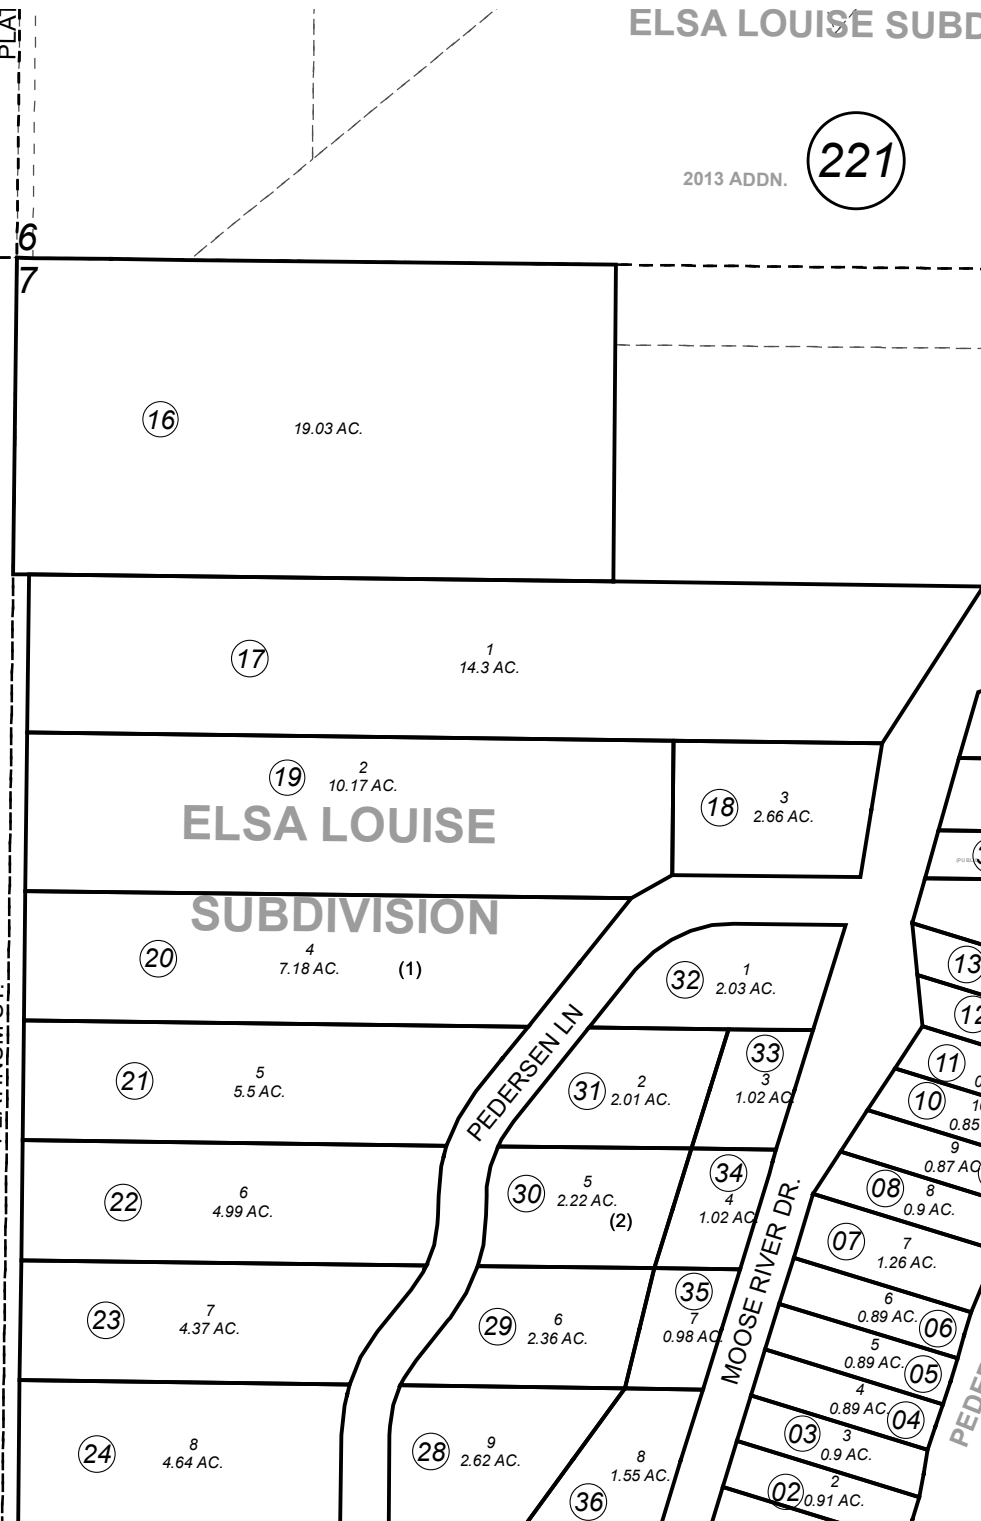 PLAT
ELSA LOUISE SUBD
221
2013 ADDN.
6
7
16
19.03 AC.
17
1
14.3 AC.
19
2
10.17 AC.
18
3
2.66 AC.
ELSA LOUISE
SUBDIVISION
20
4
7.18 AC.
(1)
32
1
2.03 AC.
13
12
PEDERSEN LN
21
5
5.5 AC.
31
2
2.01 AC.
33
3
1.02 AC.
11
10
0.85
9
0.87 AC
22
6
4.99 AC.
30
5
2.22 AC.
(2)
34
4
1.02 AC.
08
8
0.9 AC.
07
7
1.26 AC.
MOOSE RIVER DR.
23
7
4.37 AC.
29
6
2.36 AC.
35
7
0.98 AC.
6
0.89 AC.
06
5
0.89 AC.
05
4
0.89 AC.
04
PEDE
24
8
4.64 AC.
28
9
2.62 AC.
36
8
1.55 AC.
03
3
0.9 AC.
02
2
0.91 AC.